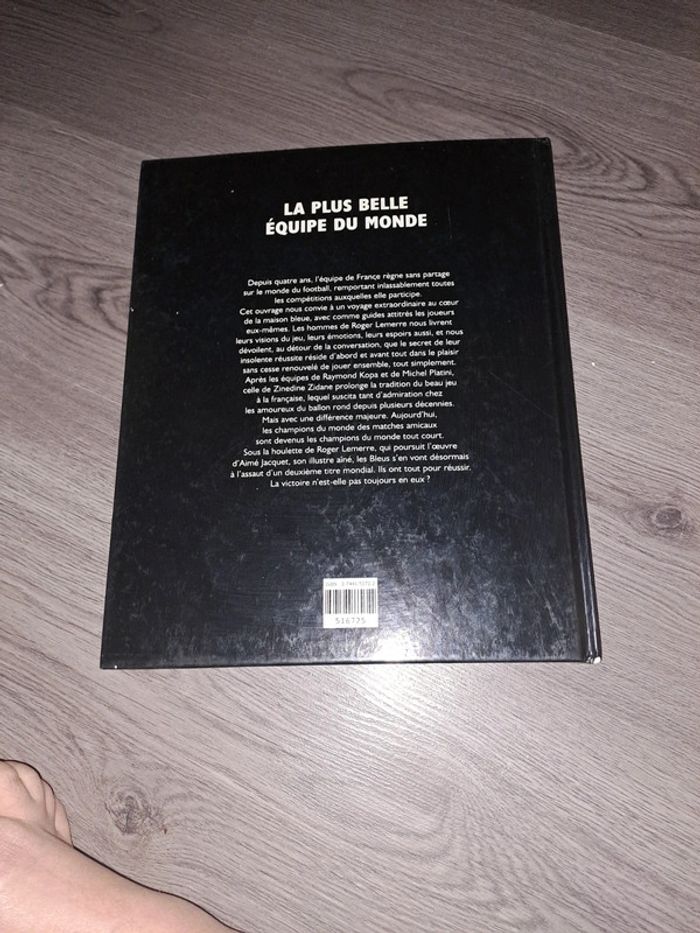 LA PLUS BELLE
ÉQUIPE DU MONDE
Depuis quatre ans, l'équipe de France règne sans partage
sur le monde du football, remportant inlassablement toutes
les compétitions auxquelles elle participe.
Cet ouvrage nous convie à un voyage extraordinaire au cœur
de la maison bleue, avec comme guides attitrés les joueurs
eux-mêmes. Les hommes de Roger Lemerre nous livrent
leurs visions du jeu, leurs émotions, leurs espoirs aussi, et nous
dévoilent, au détour de la conversation, que le secret de leur
insolente réussite réside d'abord et avant tout dans le plaisir
sans cesse renouvelé de jouer ensemble, tout simplement.
Après les équipes de Raymond Kopa et de Michel Platini,
celle de Zinedine Zidane prolonge la tradition du beau jeu
à la française, lequel suscita tant d'admiration chez
les amoureux du ballon rond depuis plusieurs décennies.
Mais avec une différence majeure. Aujourd'hui,
les champions du monde des matches amicaux
sont devenus les champions du monde tout court.
Sous la houlette de Roger Lemerre, qui poursuit l'œuvre
d'Aimé Jacquet, son illustre aîné, les Bleus s'en vont désormais
à l'assaut d'un deuxième titre mondial. Ils ont tout pour réussir.
La victoire n'est-elle pas toujours en eux ?
ISBN
516775